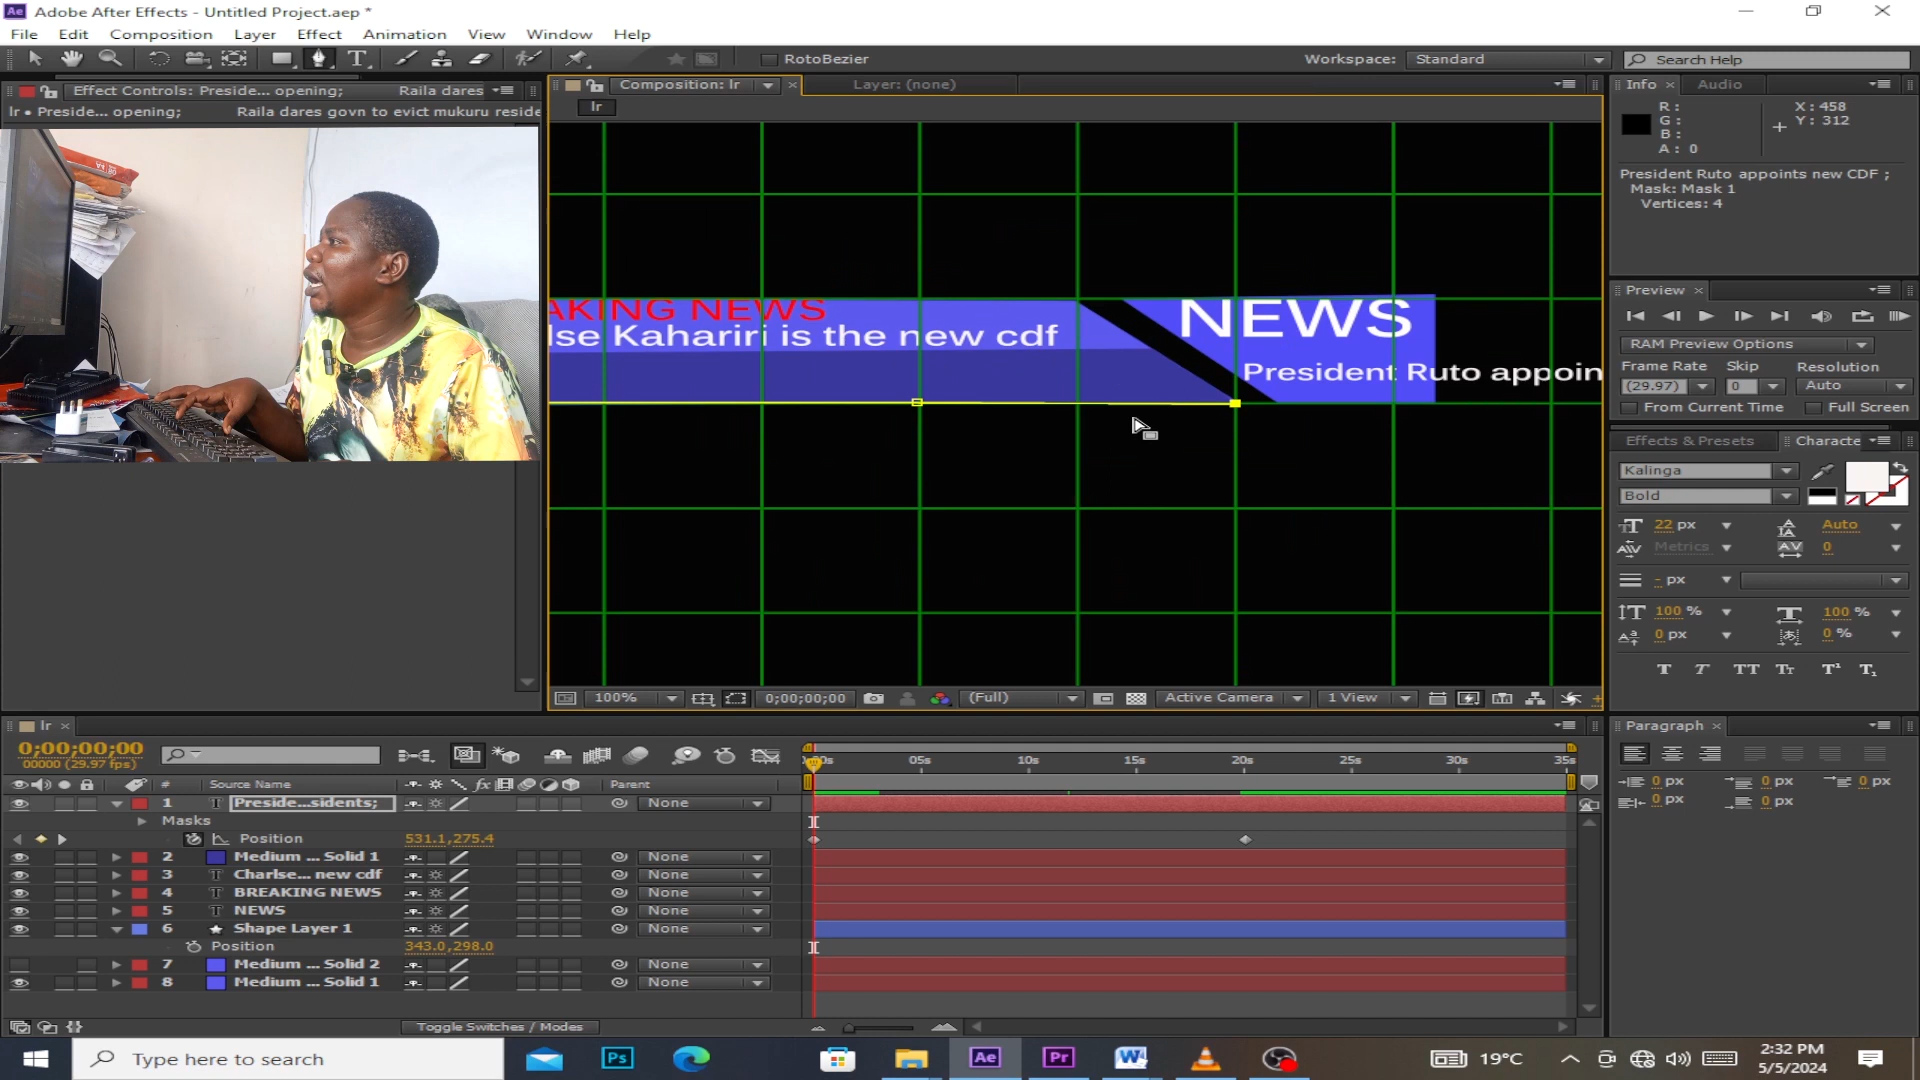 Adobe After Effects - Untitled Project.aep *
File Edit Composition Layer Effect Animation View Window Help
RotoBezier
Workspace: Standard
Search Help
Effect Controls: Preside... opening; Raila dares
Composition: lr
Layer: (none)
Info Audio
lr • Preside... opening; Raila dares govn to evict mukuru reside
lr
R :
G :
B :
A : 0
X : 458
Y : 312
President Ruto appoints new CDF ;
Mask: Mask 1
Vertices: 4
AKING NEWS
lse Kahariri is the new cdf
NEWS
President Ruto appoin
Preview
RAM Preview Options
Frame Rate Skip Resolution
(29.97) 0 Auto
From Current Time Full Screen
Effects & Presets Characte
Kalinga
Bold
22 px Auto
Metrics 0
- px
100 % 100 %
0 px 0 %
T T TT Tr T¹ T₁
100% 0;00;00;00 (Full) Active Camera 1 View
lr
0;00;00;00
00000 (29.97 fps)
# Source Name Parent
05s 10s 15s 20s 25s 30s 35s
1 Preside...sidents; None
Masks
Position 531.1,275.4
2 Medium ... Solid 1 None
3 Charlse... new cdf None
4 BREAKING NEWS None
5 NEWS None
6 Shape Layer 1 None
Position 343.0,298.0
7 Medium ... Solid 2 None
8 Medium ... Solid 1 None
Toggle Switches / Modes
Paragraph
0 px 0 px 0 px
0 px 0 px
Type here to search
Ps
Ae
Pr
W
19°C
2:32 PM
5/5/2024